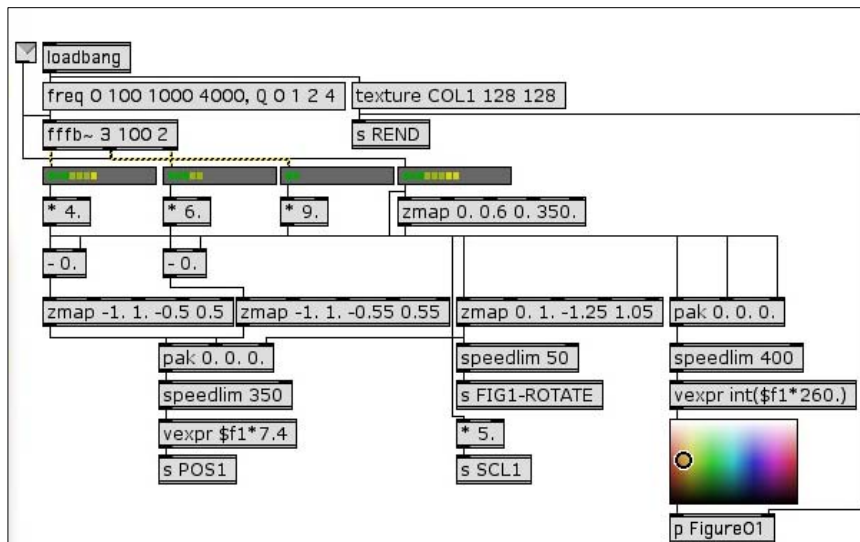 loadbang
freq 0 100 1000 4000, Q 0 1 2 4
texture COL1 128 128
fffb~ 3 100 2
s REND
* 4.
* 6.
* 9.
zmap 0. 0.6 0. 350.
- 0.
- 0.
zmap -1. 1. -0.5 0.5
zmap -1. 1. -0.55 0.55
zmap 0. 1. -1.25 1.05
pak 0. 0. 0.
pak 0. 0. 0.
speedlim 50
speedlim 400
speedlim 350
s FIG1-ROTATE
vexpr int($f1*260.)
vexpr $f1*7.4
* 5.
s POS1
s SCL1
p Figure01